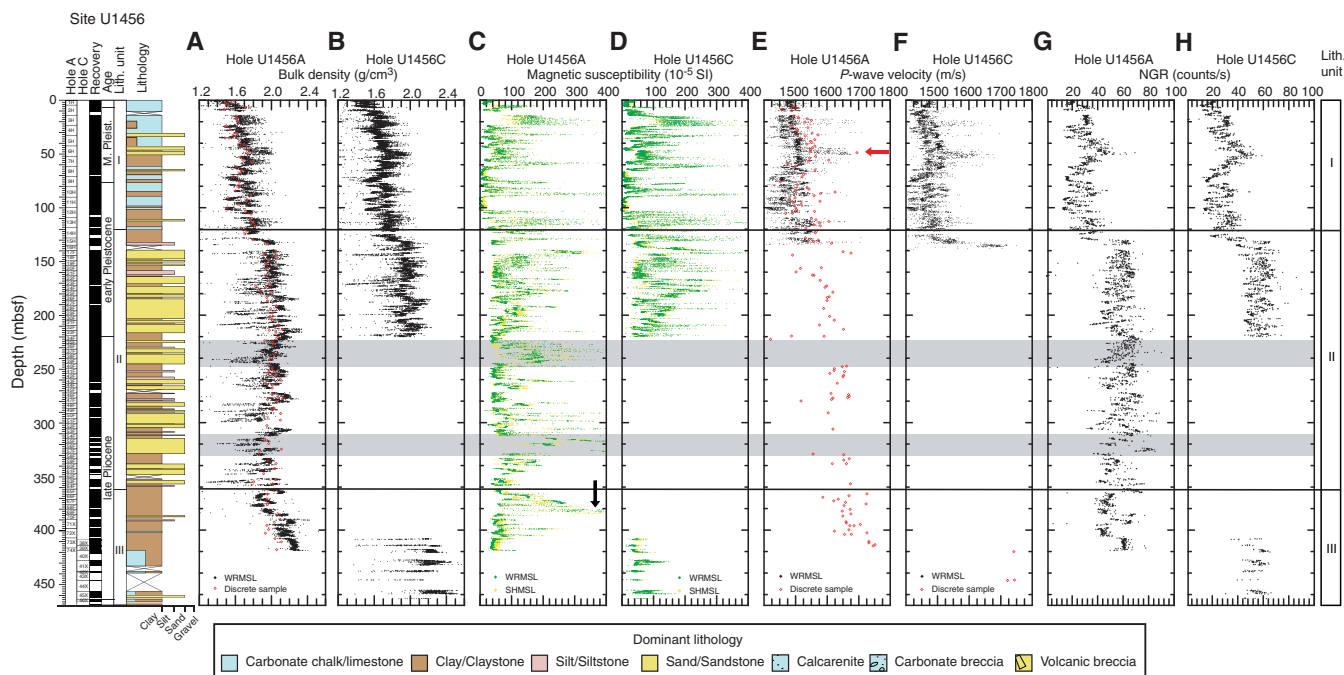 Site U1456
Hole A
Hole C
Recovery
Age
Lith. unit
Lithology
A
Hole U1456A
Bulk density (g/cm³)
B
Hole U1456C
C
Hole U1456A
Magnetic susceptibility (10⁻⁵ SI)
D
Hole U1456C
E
Hole U1456A
P-wave velocity (m/s)
F
Hole U1456C
G
Hole U1456A
NGR (counts/s)
H
Hole U1456C
Lith. unit
1.2 1.6 2.0 2.4
1.2 1.6 2.0 2.4
0 100 200 300 400
0 100 200 300 400
1500 1600 1700 1800
1500 1600 1700 1800
20 40 60 80 100
20 40 60 80 100
Depth (mbsf)
0
50
100
150
200
250
300
350
400
450
M. Pleist.
early Pleistocene
late Pliocene
I
II
III
I
II
III
WRMSL
Discrete sample
WRMSL
WRMSL
SHMSL
WRMSL
SHMSL
WRMSL
Discrete sample
WRMSL
Discrete sample
Clay
Silt
Sand
Gravel
Dominant lithology
Carbonate chalk/limestone
Clay/Claystone
Silt/Siltstone
Sand/Sandstone
Calcarenite
Carbonate breccia
Volcanic breccia